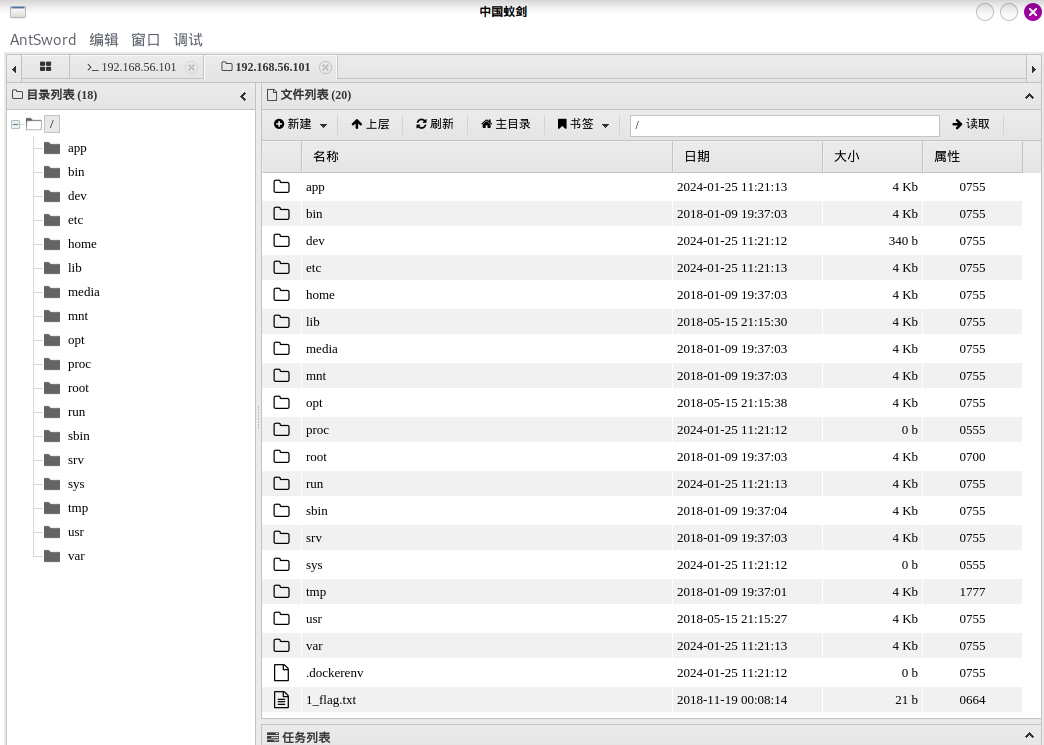 中国蚁剑
AntSword 编辑 窗口 调试
>_ 192.168.56.101 192.168.56.101
目录列表 (18)
/
app
bin
dev
etc
home
lib
media
mnt
opt
proc
root
run
sbin
srv
sys
tmp
usr
var
文件列表 (20)
新建 上层 刷新 主目录 书签 / 读取
名称 日期 大小 属性
app 2024-01-25 11:21:13 4 Kb 0755
bin 2018-01-09 19:37:03 4 Kb 0755
dev 2024-01-25 11:21:12 340 b 0755
etc 2024-01-25 11:21:13 4 Kb 0755
home 2018-01-09 19:37:03 4 Kb 0755
lib 2018-05-15 21:15:30 4 Kb 0755
media 2018-01-09 19:37:03 4 Kb 0755
mnt 2018-01-09 19:37:03 4 Kb 0755
opt 2018-05-15 21:15:38 4 Kb 0755
proc 2024-01-25 11:21:12 0 b 0555
root 2018-01-09 19:37:03 4 Kb 0700
run 2024-01-25 11:21:13 4 Kb 0755
sbin 2018-01-09 19:37:04 4 Kb 0755
srv 2018-01-09 19:37:03 4 Kb 0755
sys 2024-01-25 11:21:12 0 b 0555
tmp 2018-01-09 19:37:01 4 Kb 1777
usr 2018-05-15 21:15:27 4 Kb 0755
var 2024-01-25 11:21:13 4 Kb 0755
.dockerenv 2024-01-25 11:21:12 0 b 0755
1_flag.txt 2018-11-19 00:08:14 21 b 0664
任务列表